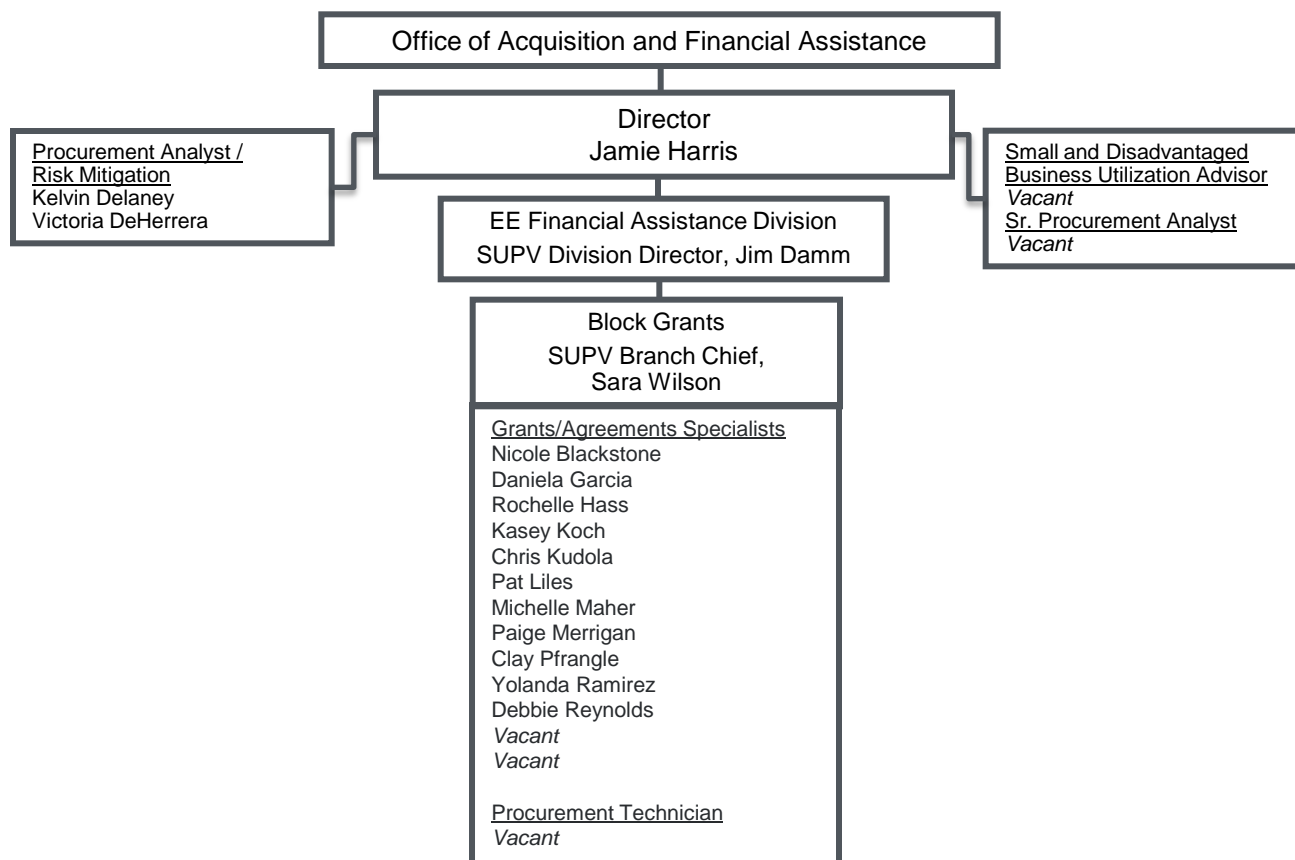 Office of Acquisition and Financial Assistance
Director
Jamie Harris
Procurement Analyst /
Risk Mitigation
Kelvin Delaney
Victoria DeHerrera
Small and Disadvantaged
Business Utilization Advisor
Vacant
Sr. Procurement Analyst
Vacant
EE Financial Assistance Division
SUPV Division Director, Jim Damm
Block Grants
SUPV Branch Chief,
Sara Wilson
Grants/Agreements Specialists
Nicole Blackstone
Daniela Garcia
Rochelle Hass
Kasey Koch
Chris Kudola
Pat Liles
Michelle Maher
Paige Merrigan
Clay Pfrangle
Yolanda Ramirez
Debbie Reynolds
Vacant
Vacant
Procurement Technician
Vacant